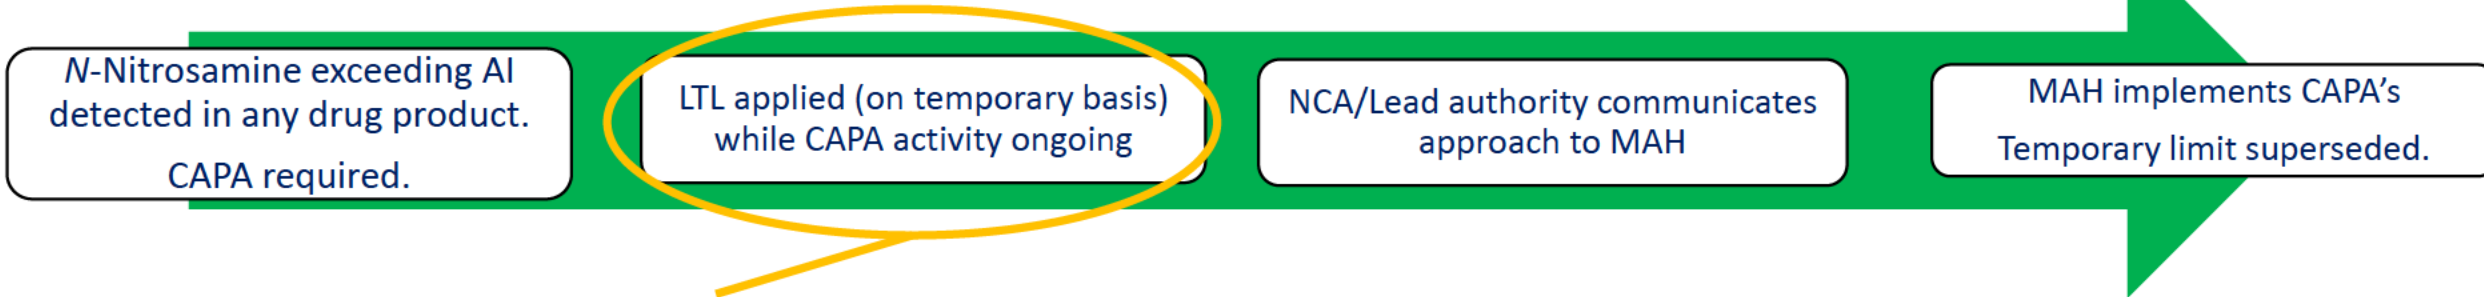 N-Nitrosamine exceeding AI
detected in any drug product.
CAPA required.
LTL applied (on temporary basis)
while CAPA activity ongoing
NCA/Lead authority communicates
approach to MAH
MAH implements CAPA's
Temporary limit superseded.